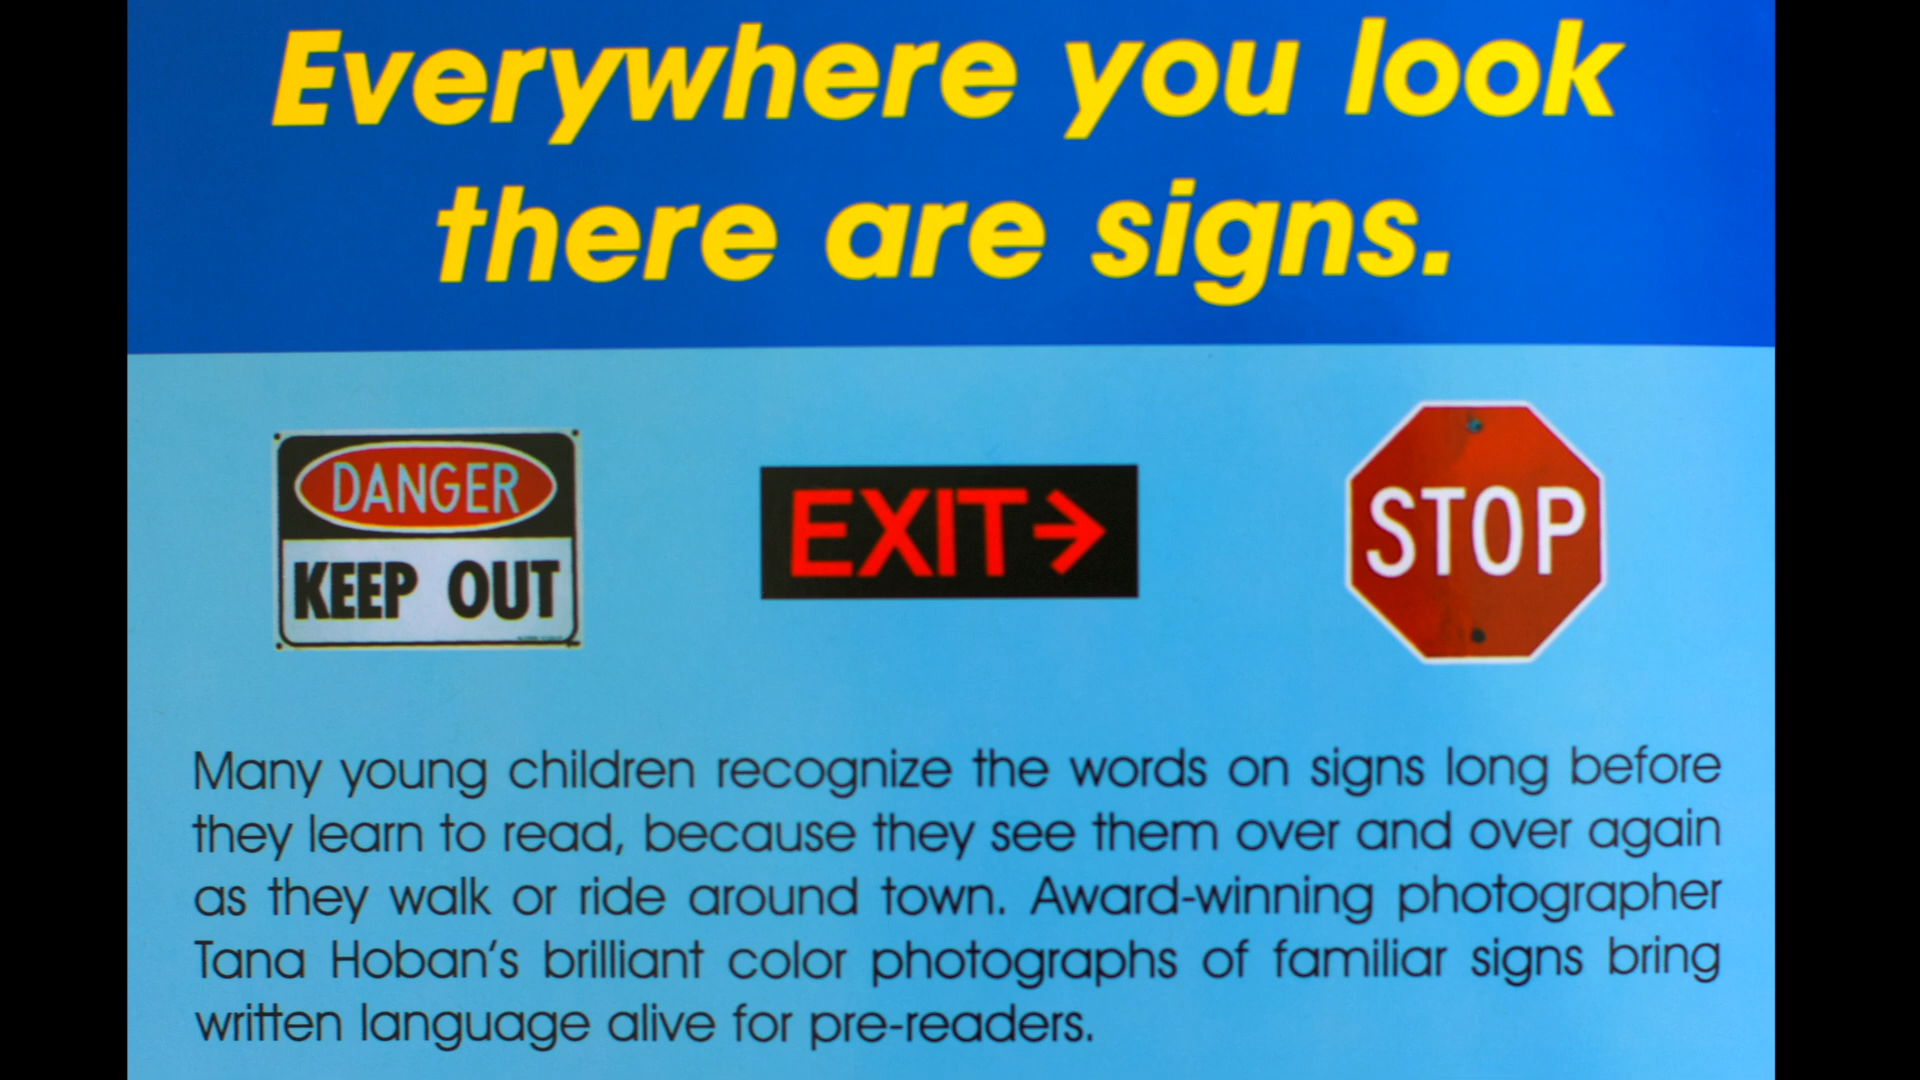 Everywhere you look
there are signs.
DANGER
KEEP OUT
EXIT→
STOP
Many young children recognize the words on signs long before
they learn to read, because they see them over and over again
as they walk or ride around town. Award-winning photographer
Tana Hoban's brilliant color photographs of familiar signs bring
written language alive for pre-readers.